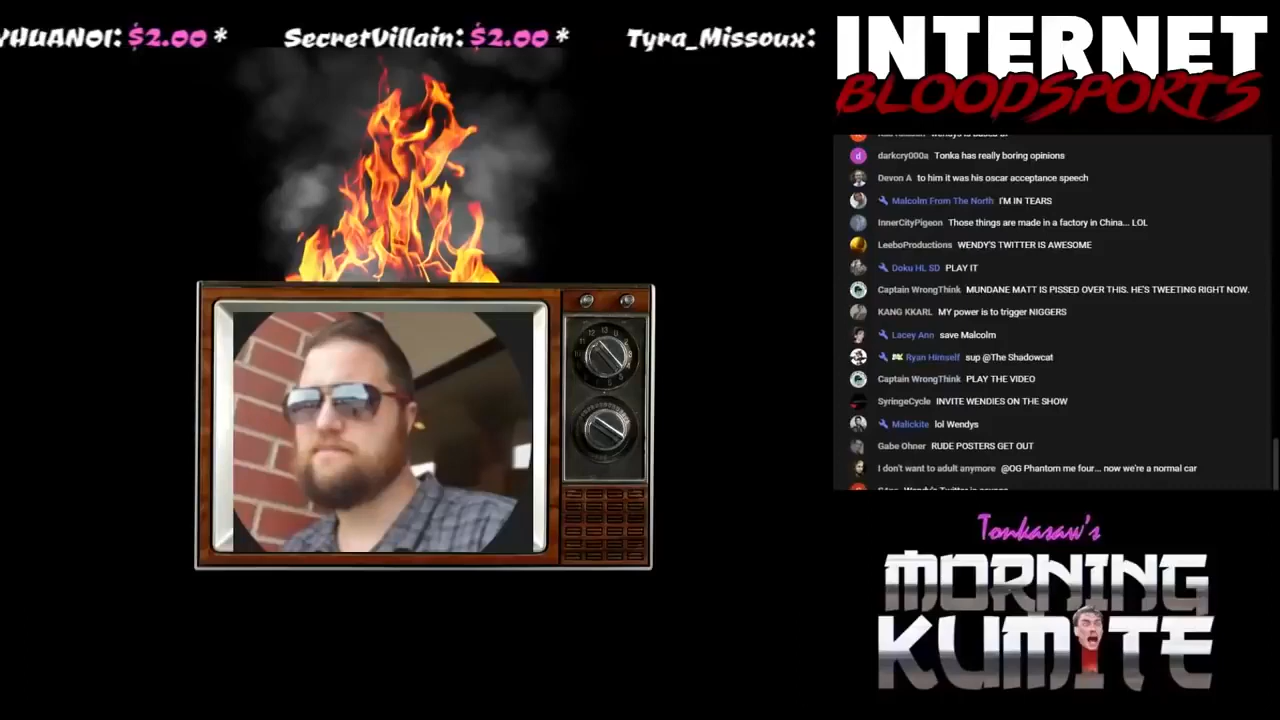 YHUANOI: $2.00 * SecretVillain: $2.00 * Tyra_Missoux:
INTERNET
BLOODSPORTS
darkcry000a Tonka has really boring opinions
Devon A to him it was his oscar acceptance speech
Malcolm From The North I'M IN TEARS
InnerCityPigeon Those things are made in a factory in China... LOL
LeeboProductions WENDY'S TWITTER IS AWESOME
Doku HL SD PLAY IT
Captain WrongThink MUNDANE MATT IS PISSED OVER THIS. HE'S TWEETING RIGHT NOW.
KANG KKARL MY power is to trigger NIGGERS
Lacey Ann save Malcolm
Ryan Himself sup @The Shadowcat
Captain WrongThink PLAY THE VIDEO
SyringeCycle INVITE WENDIES ON THE SHOW
Malickite lol Wendys
Gabe Ohner RUDE POSTERS GET OUT
I don't want to adult anymore @OG Phantom me four... now we're a normal car
Tonkasaw's
MORNING
KUMITE